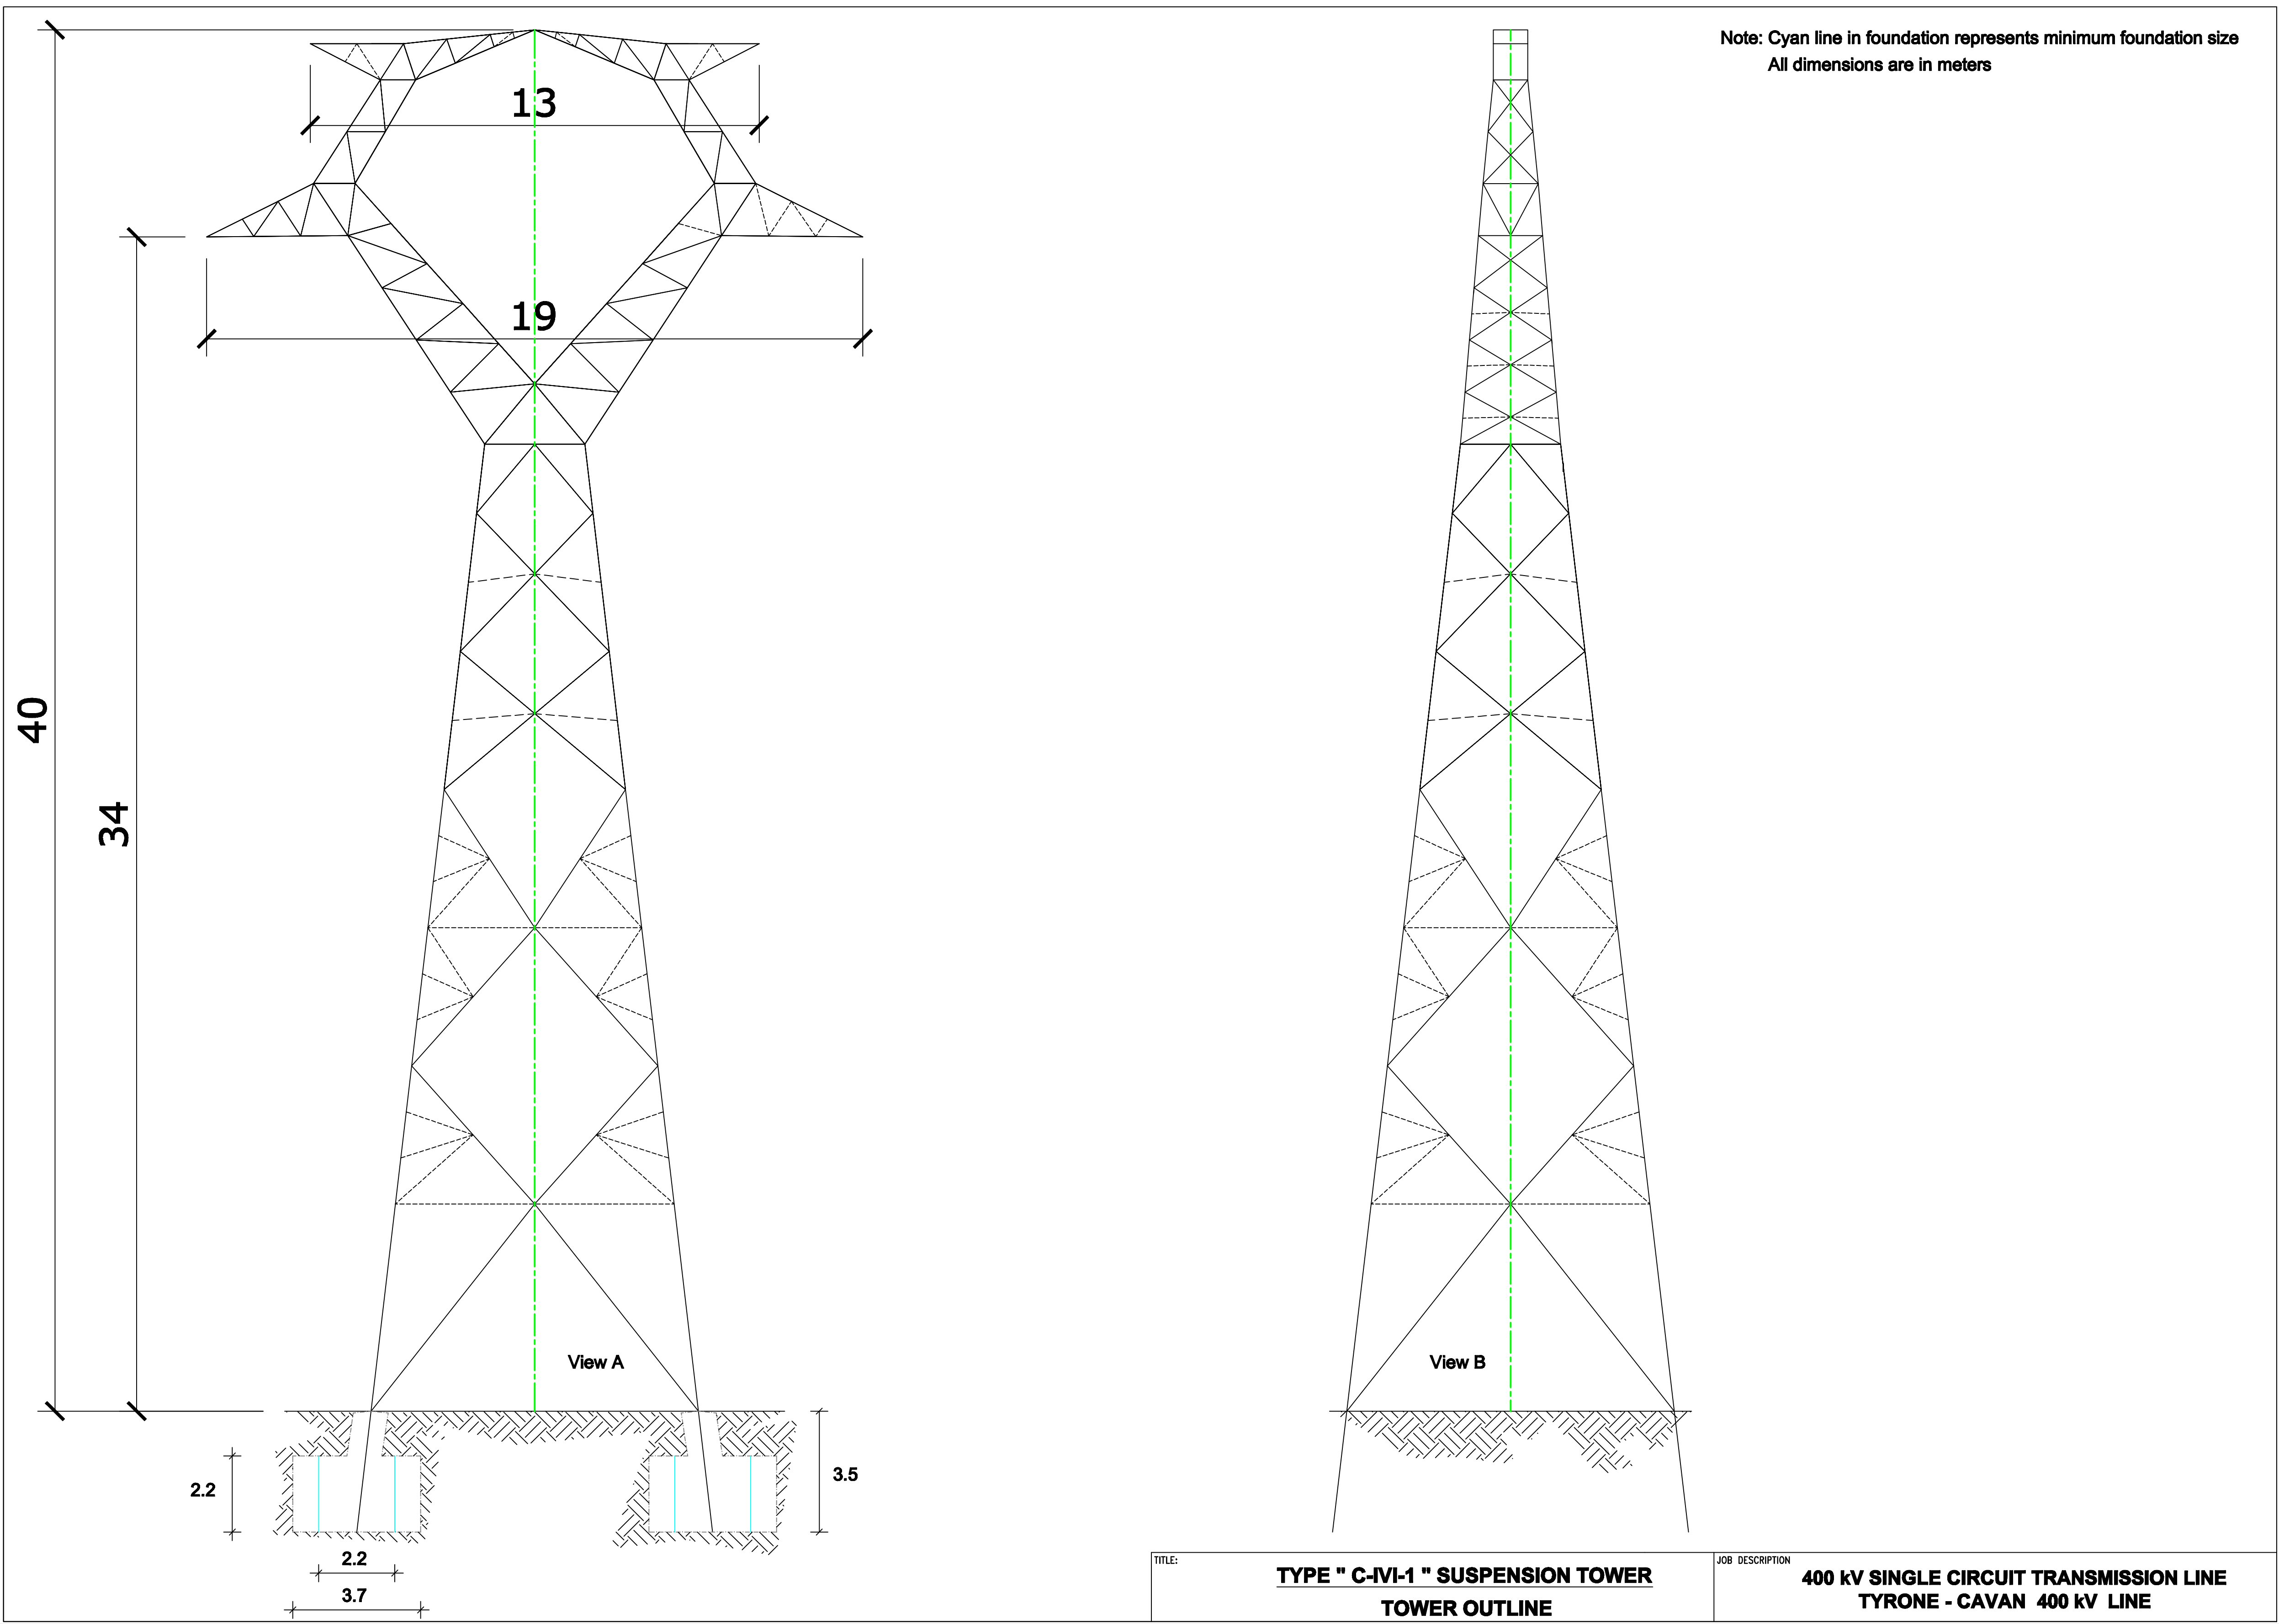 Note: Cyan line in foundation represents minimum foundation size
All dimensions are in meters
13
19
40
34
View A
View B
2.2
3.5
2.2
3.7
TITLE:
TYPE " C-IVI-1 " SUSPENSION TOWER
TOWER OUTLINE
JOB DESCRIPTION
400 kV SINGLE CIRCUIT TRANSMISSION LINE
TYRONE - CAVAN 400 kV LINE